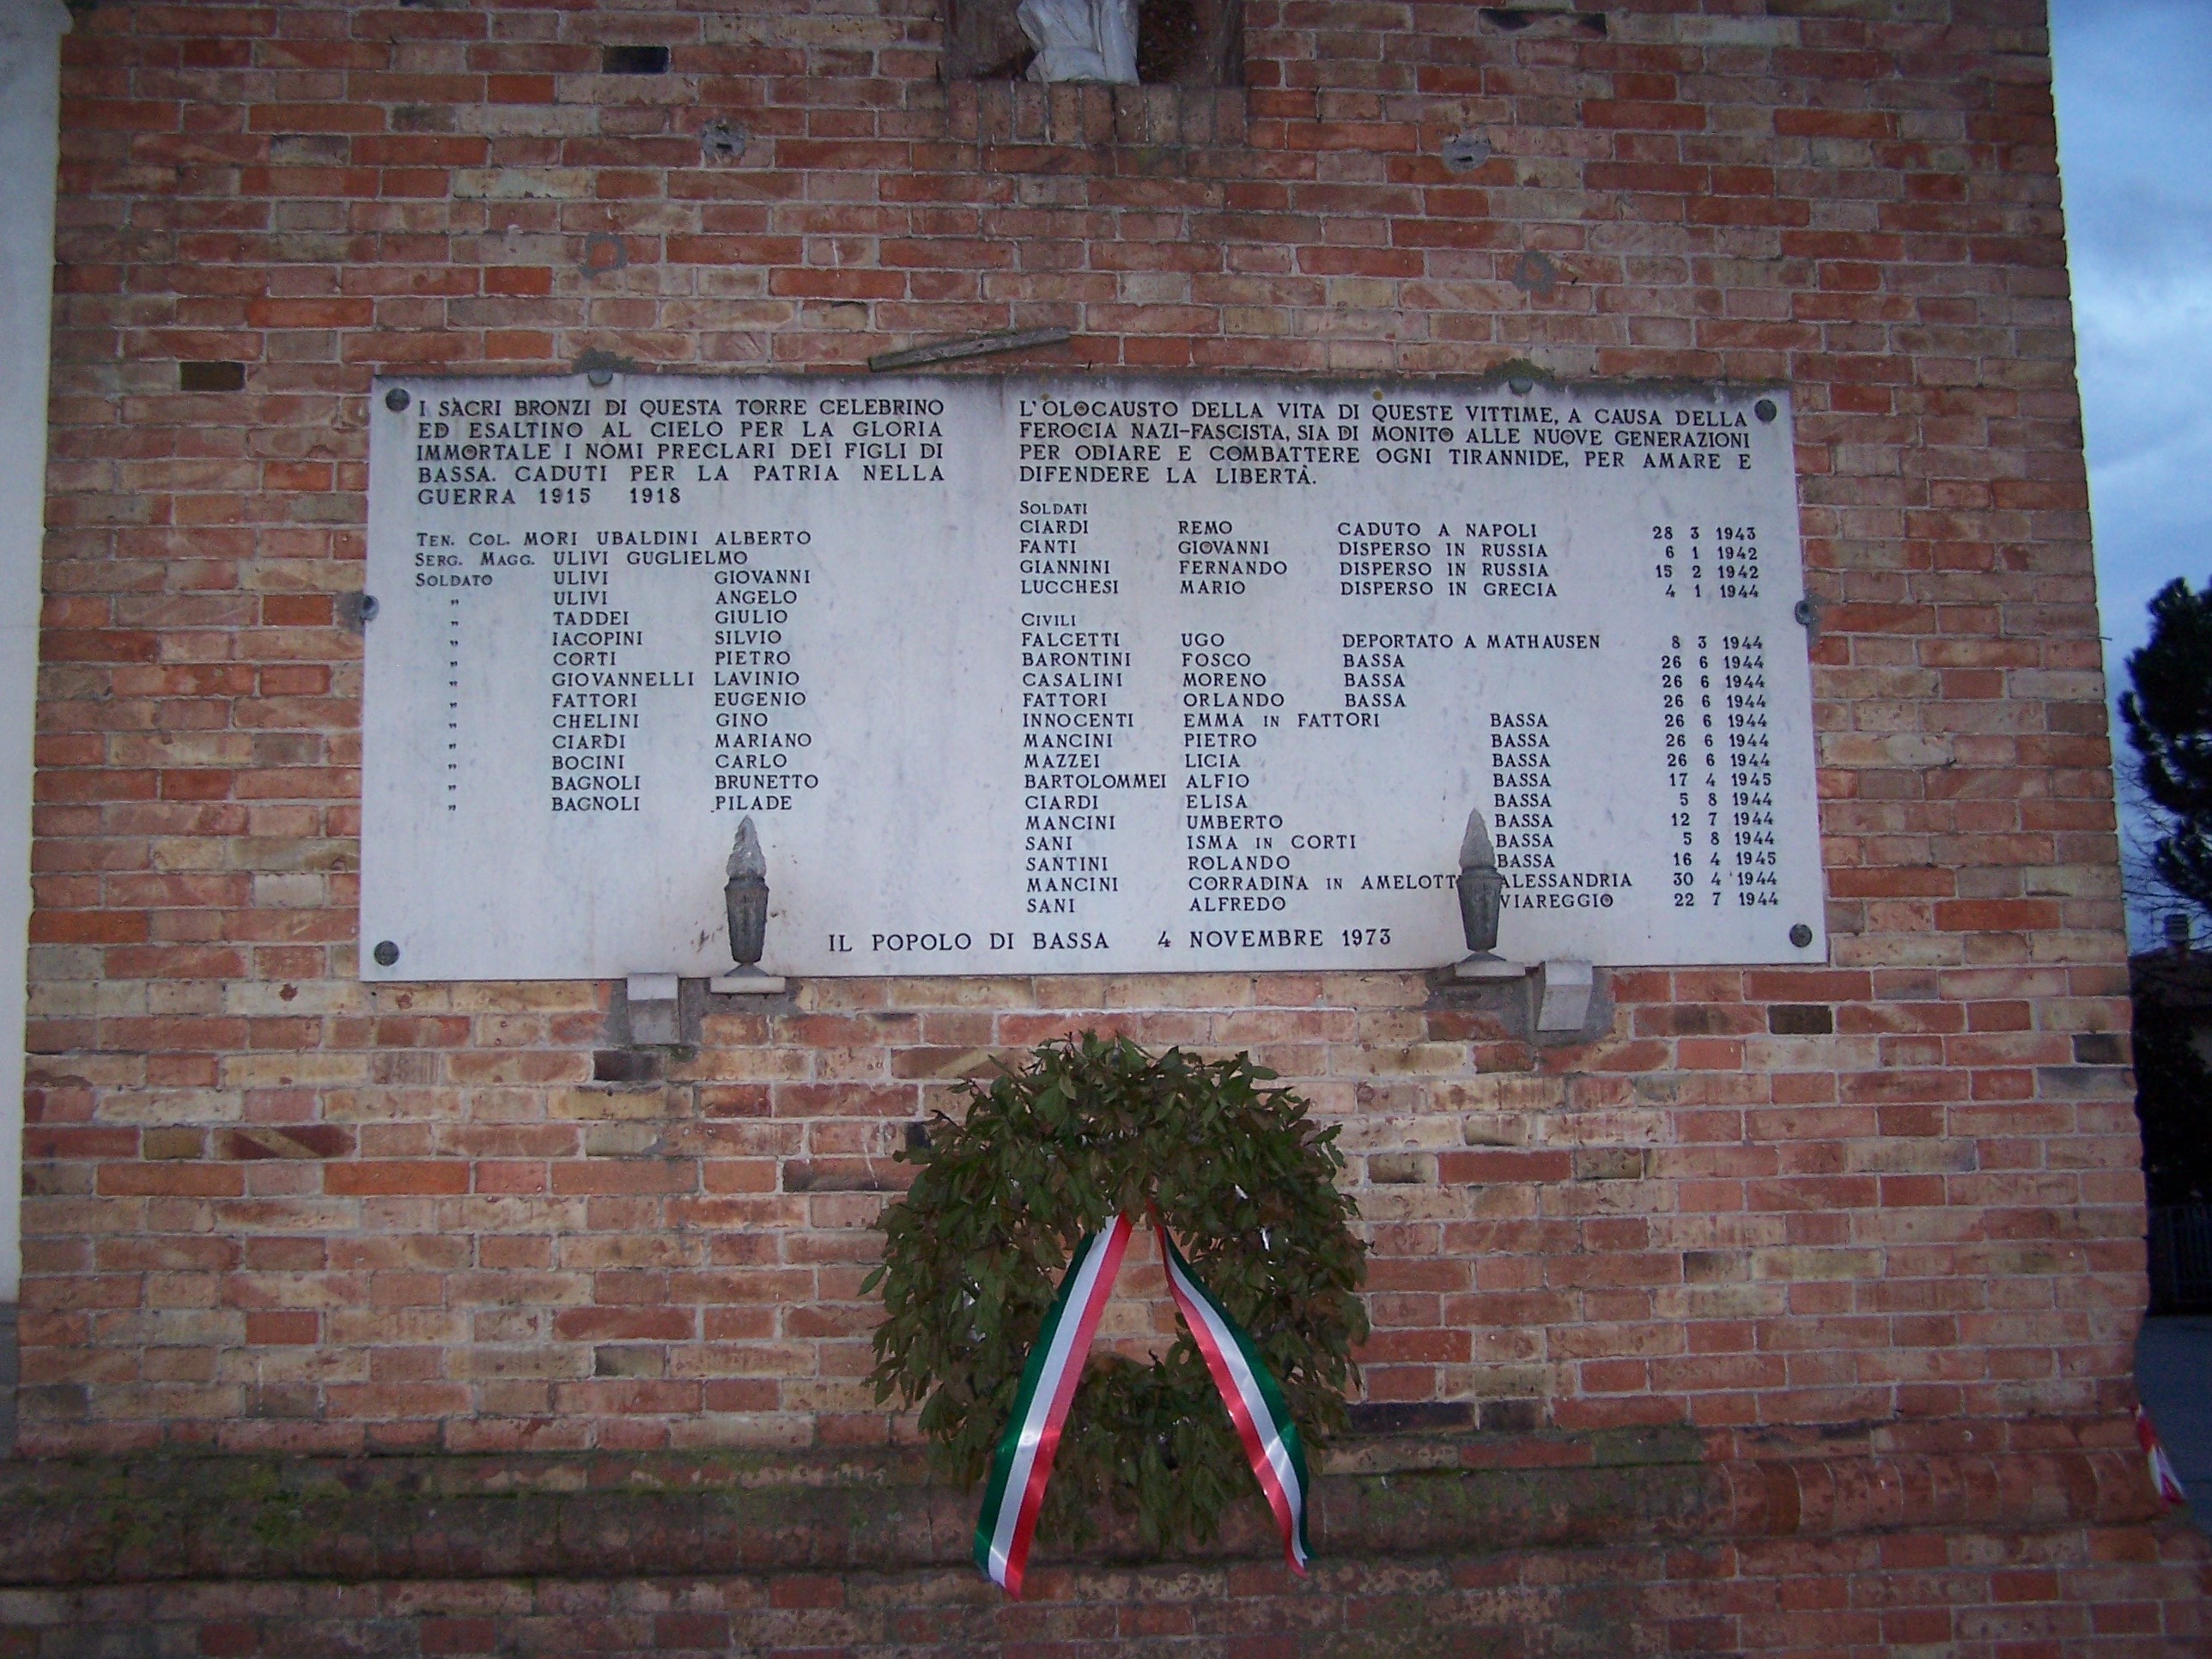 I SACRI BRONZI DI QUESTA TORRE CELEBRINO
ED ESALTINO AL CIELO PER LA GLORIA
IMMORTALE I NOMI PRECLARI DEI FIGLI DI
BASSA. CADUTI PER LA PATRIA NELLA
GUERRA 1915 1918
TEN. COL. MORI UBALDINI ALBERTO
SERG. MAGG. ULIVI GUGLIELMO
SOLDATO ULIVI GIOVANNI
" ULIVI ANGELO
" TADDEI GIULIO
" IACOPINI SILVIO
" CORTI PIETRO
" GIOVANNELLI LAVINIO
" FATTORI EUGENIO
" CHELINI GINO
" CIARDI MARIANO
" BOCINI CARLO
" BAGNOLI BRUNETTO
" BAGNOLI PILADE
L'OLOCAUSTO DELLA VITA DI QUESTE VITTIME, A CAUSA DELLA
FEROCIA NAZI-FASCISTA, SIA DI MONITO ALLE NUOVE GENERAZIONI
PER ODIARE E COMBATTERE OGNI TIRANNIDE, PER AMARE E
DIFENDERE LA LIBERTÀ.
SOLDATI
CIARDI REMO CADUTO A NAPOLI 28 3 1943
FANTI GIOVANNI DISPERSO IN RUSSIA 6 1 1942
GIANNINI FERNANDO DISPERSO IN RUSSIA 15 2 1942
LUCCHESI MARIO DISPERSO IN GRECIA 4 1 1944
CIVILI
FALCETTI UGO DEPORTATO A MATHAUSEN 8 3 1944
BARONTINI FOSCO BASSA 26 6 1944
CASALINI MORENO BASSA 26 6 1944
FATTORI ORLANDO BASSA 26 6 1944
INNOCENTI EMMA IN FATTORI BASSA 26 6 1944
MANCINI PIETRO BASSA 26 6 1944
MAZZEI LICIA BASSA 26 6 1944
BARTOLOMMEI ALFIO BASSA 17 4 1945
CIARDI ELISA BASSA 5 8 1944
MANCINI UMBERTO BASSA 12 7 1944
SANI ISMA IN CORTI BASSA 5 8 1944
SANTINI ROLANDO BASSA 16 4 1945
MANCINI CORRADINA IN AMELOTT ALESSANDRIA 30 4 1944
SANI ALFREDO VIAREGGIO 22 7 1944
IL POPOLO DI BASSA 4 NOVEMBRE 1973